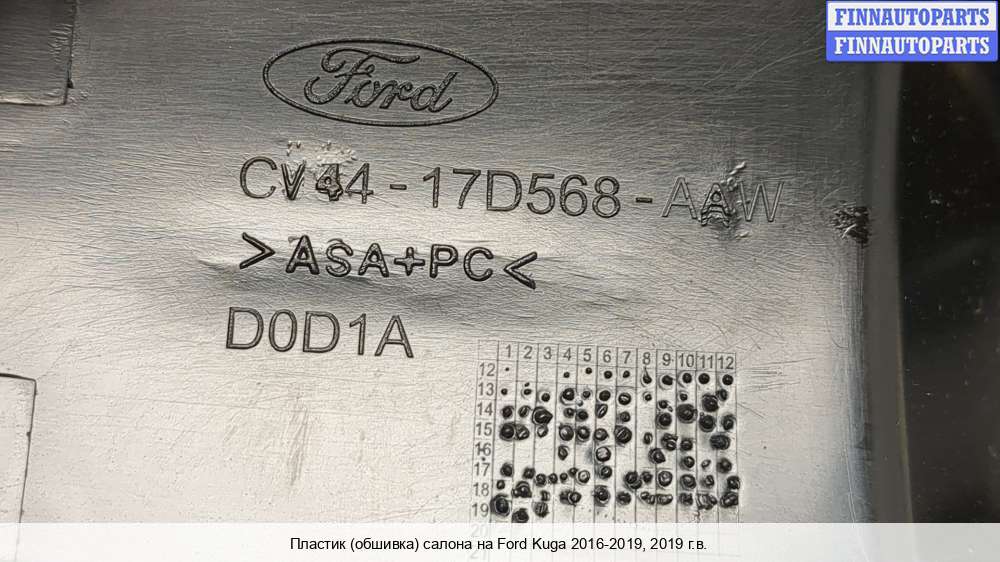 FINNAUTOPARTS
FINNAUTOPARTS
Ford
CV44-17D568-AAW
>ASA+PC<
D0D1A
1 2 3 4 5 6 7 8 9 10 11 12
12
13
14
15
16
17
18
19
20
Пластик (обшивка) салона на Ford Kuga 2016-2019, 2019 г.в.